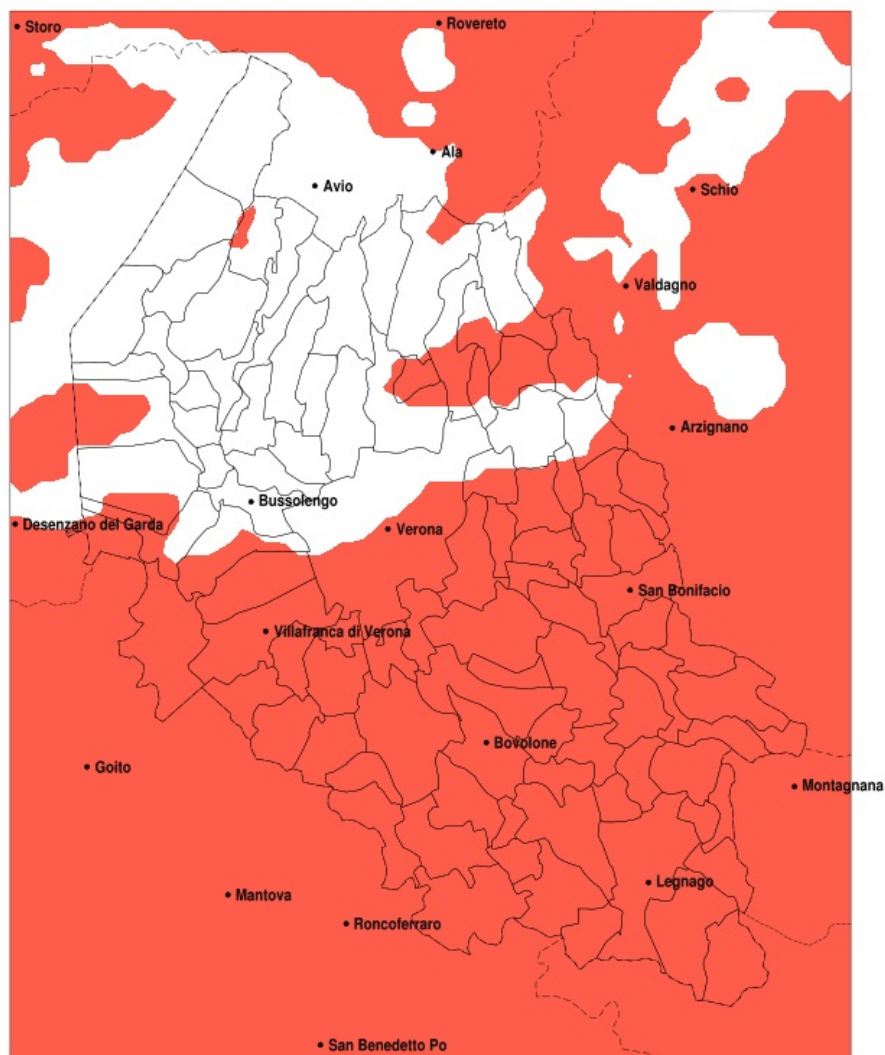 Storo
Rovereto
Ala
Avio
Schio
Valdagno
Arzignano
Bussolengo
Desenzano del Garda
Verona
San Bonifacio
Villafranca di Verona
Bovolone
Goito
Montagnana
Legnago
Mantova
Roncoferraro
San Benedetto Po